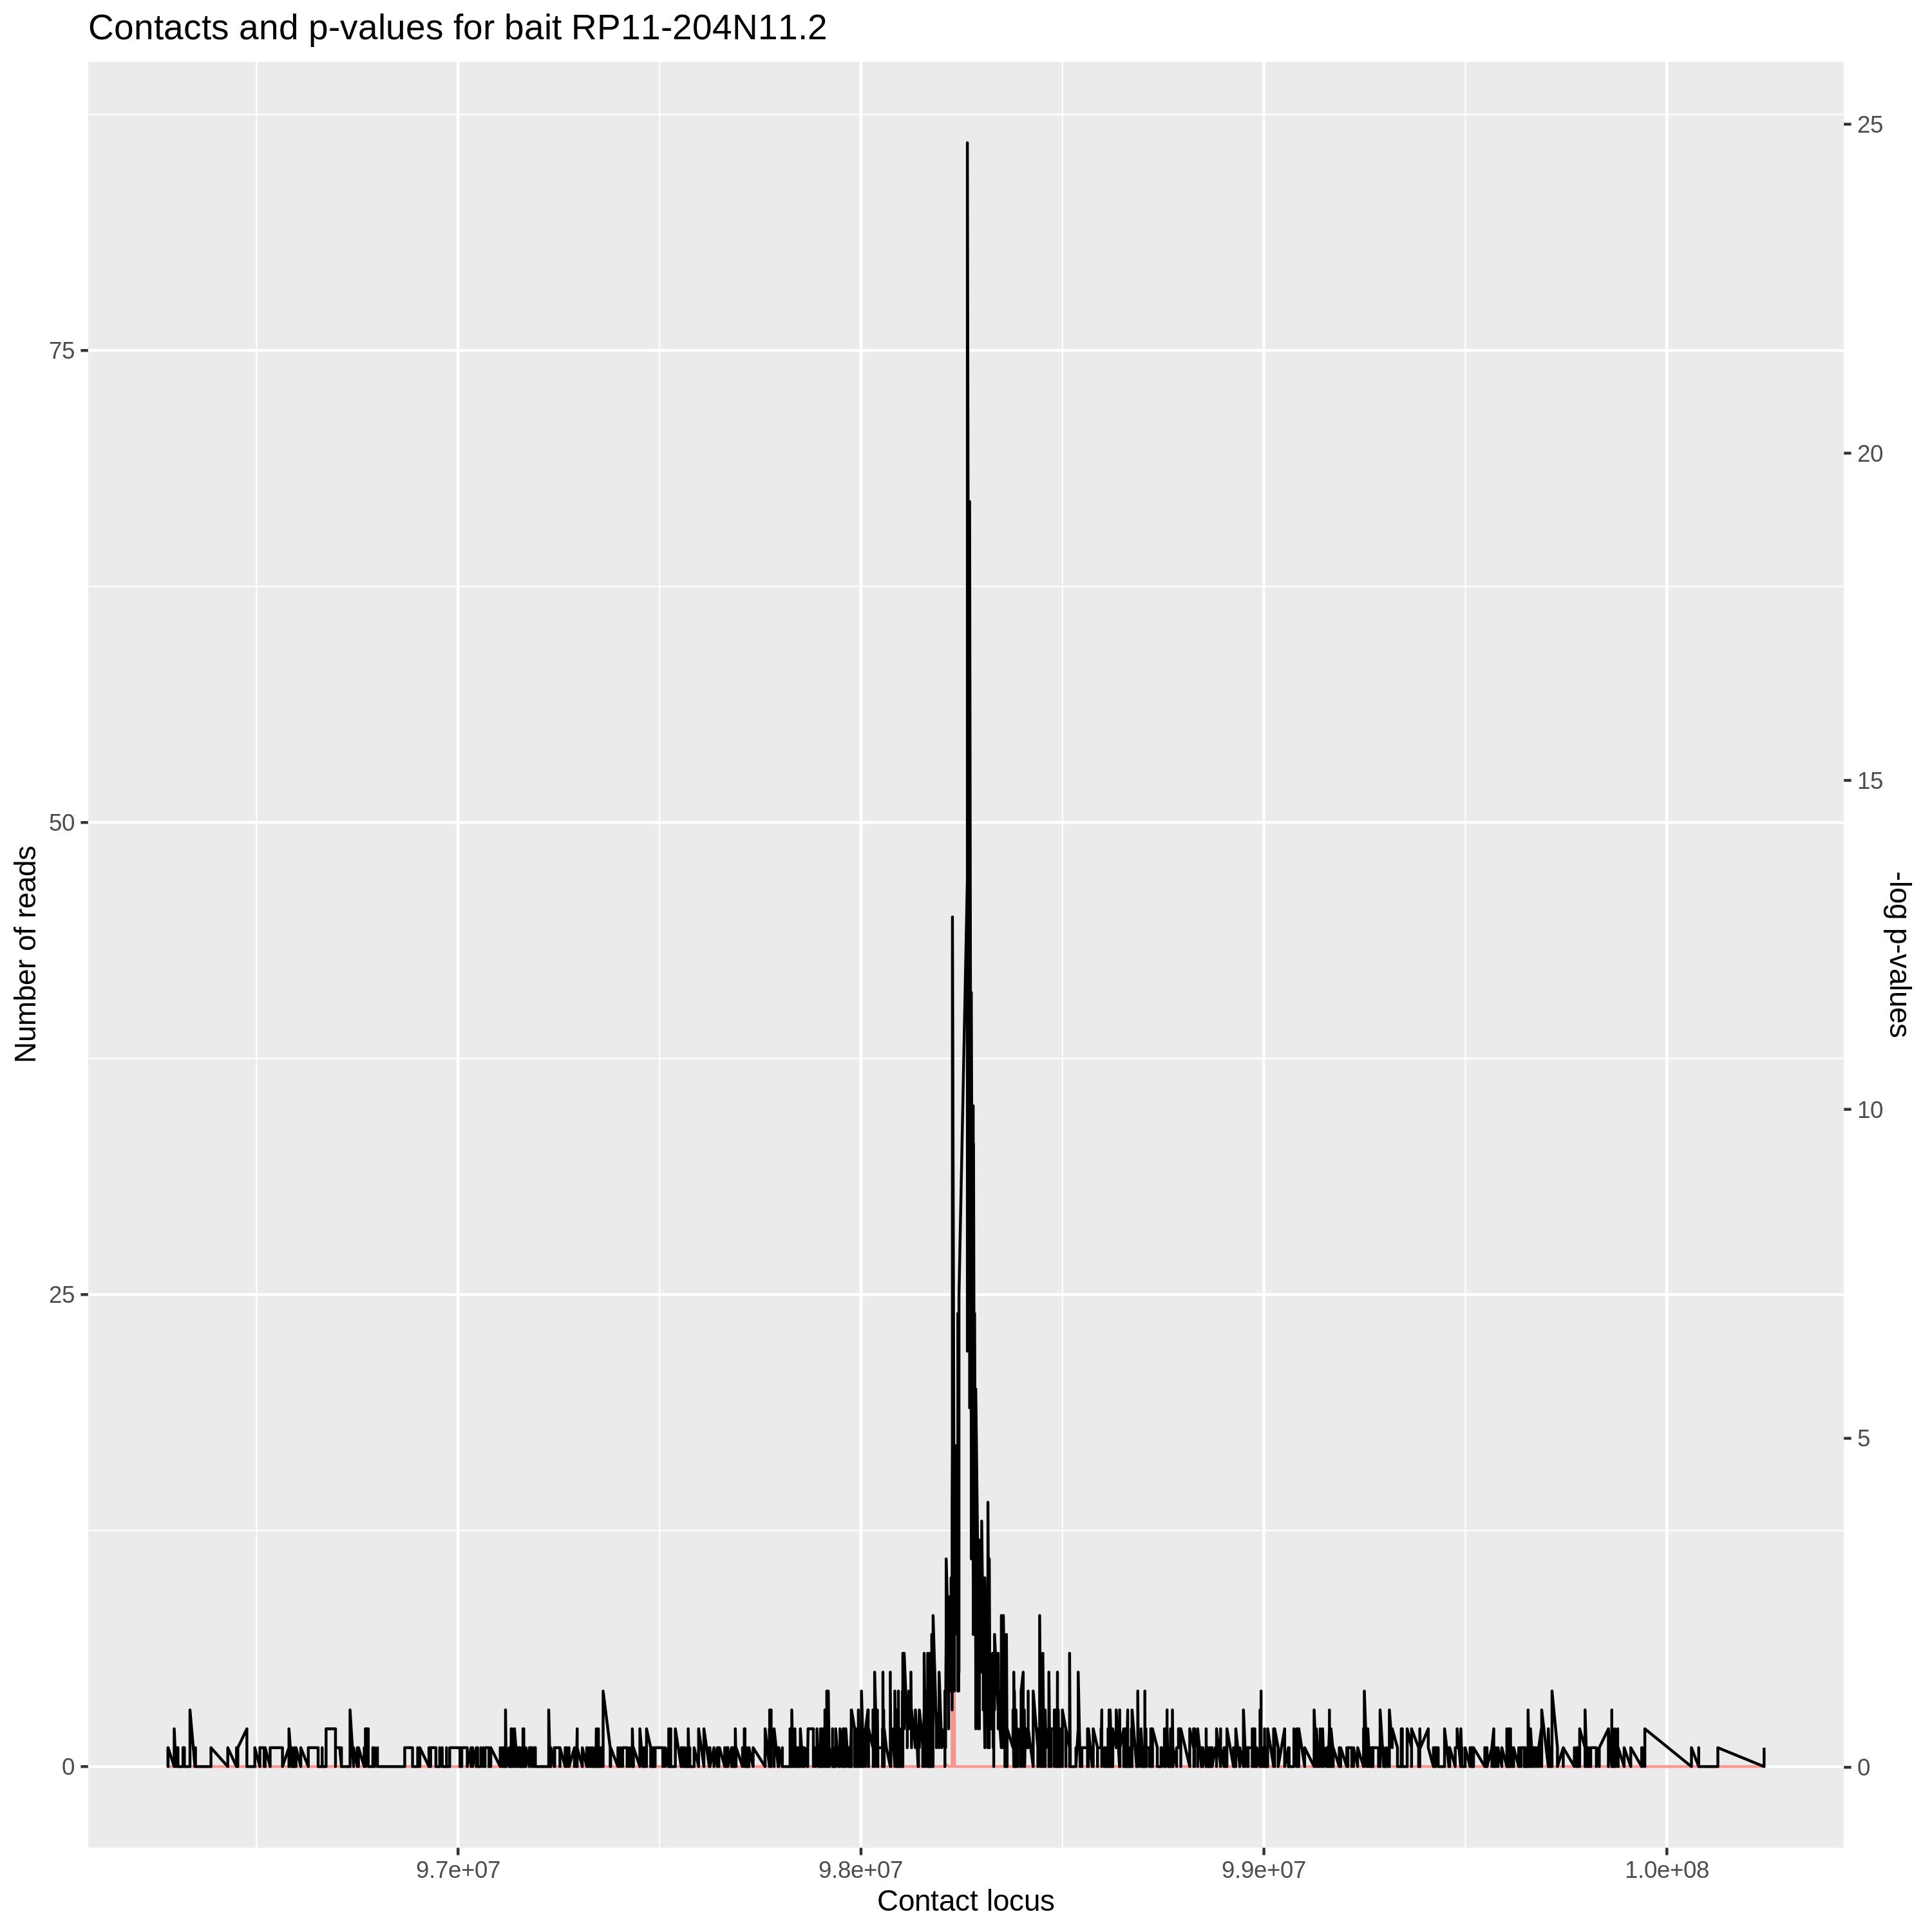 Contacts and p-values for bait RP11-204N11.2
25
75
20
50
15
10
25
5
0
0
Number of reads
-log p-values
9.7e+07
9.8e+07
9.9e+07
1.0e+08
Contact locus